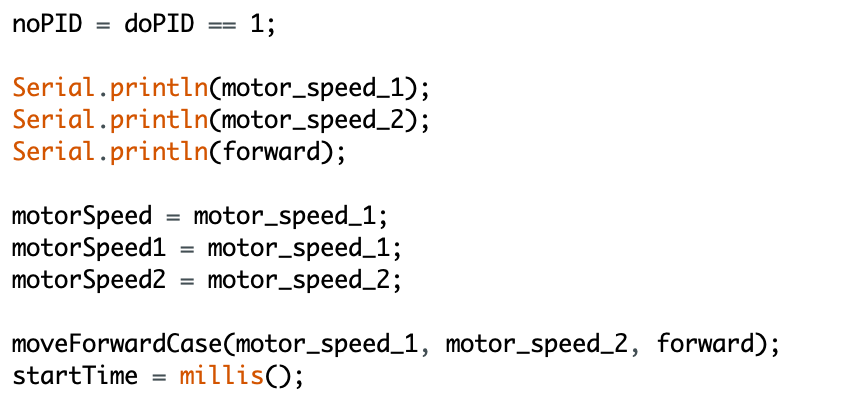 noPID = doPID == 1;
Serial.println(motor_speed_1);
Serial.println(motor_speed_2);
Serial.println(forward);
motorSpeed = motor_speed_1;
motorSpeed1 = motor_speed_1;
motorSpeed2 = motor_speed_2;
moveForwardCase(motor_speed_1, motor_speed_2, forward);
startTime = millis();